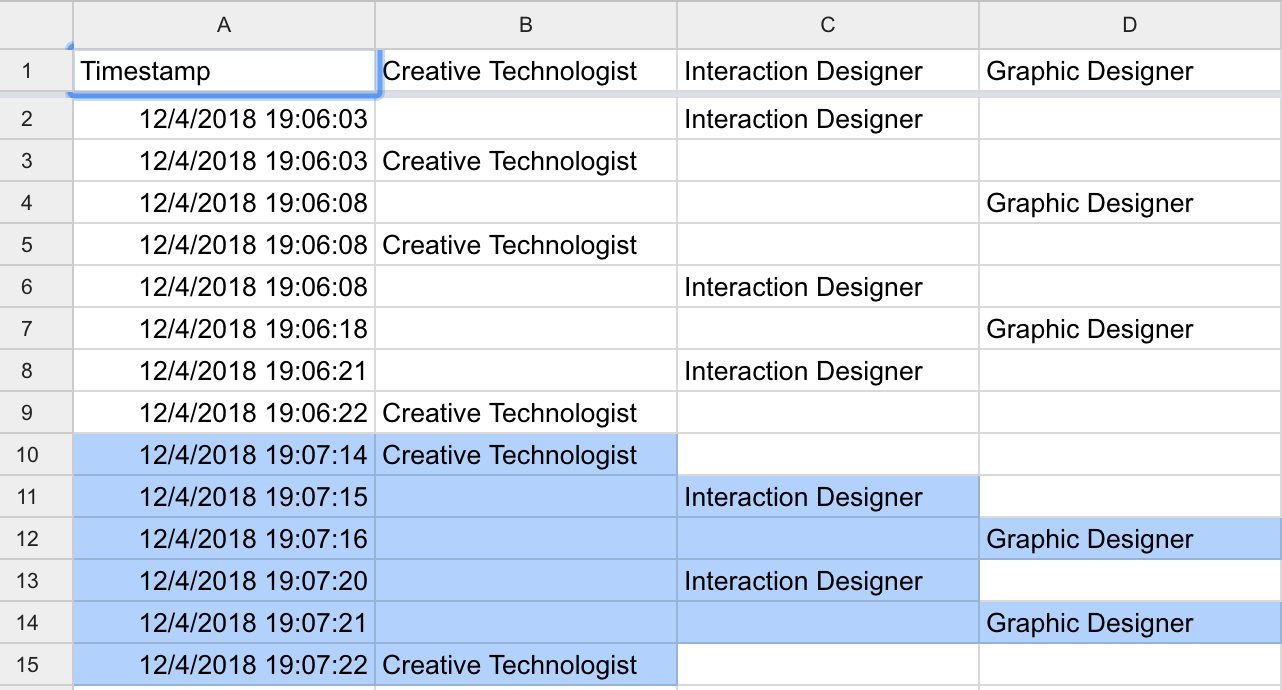 A B C D
1 Timestamp Creative Technologist Interaction Designer Graphic Designer
2 12/4/2018 19:06:03 Interaction Designer
3 12/4/2018 19:06:03 Creative Technologist
4 12/4/2018 19:06:08 Graphic Designer
5 12/4/2018 19:06:08 Creative Technologist
6 12/4/2018 19:06:08 Interaction Designer
7 12/4/2018 19:06:18 Graphic Designer
8 12/4/2018 19:06:21 Interaction Designer
9 12/4/2018 19:06:22 Creative Technologist
10 12/4/2018 19:07:14 Creative Technologist
11 12/4/2018 19:07:15 Interaction Designer
12 12/4/2018 19:07:16 Graphic Designer
13 12/4/2018 19:07:20 Interaction Designer
14 12/4/2018 19:07:21 Graphic Designer
15 12/4/2018 19:07:22 Creative Technologist